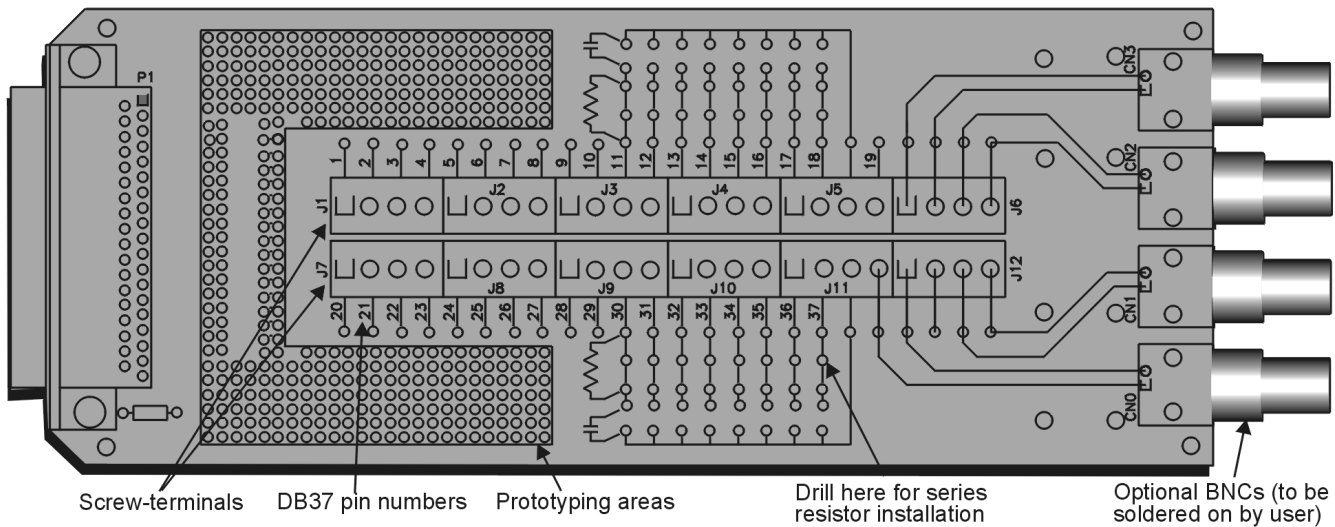 P1
1 2 3 4 5 6 7 8 9 10 11 12 13 14 15 16 17 18 19
J1 J2 J3 J4 J5 J6
J7 J8 J9 J10 J11 J12
20 21 22 23 24 25 26 27 28 29 30 31 32 33 34 35 36 37
CN3
CN2
CN1
CN0
Screw-terminals
DB37 pin numbers
Prototyping areas
Drill here for series
resistor installation
Optional BNCs (to be
soldered on by user)